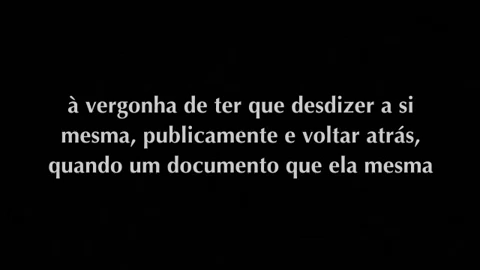 à vergonha de ter que desdizer a si
mesma, publicamente e voltar atrás,
quando um documento que ela mesma